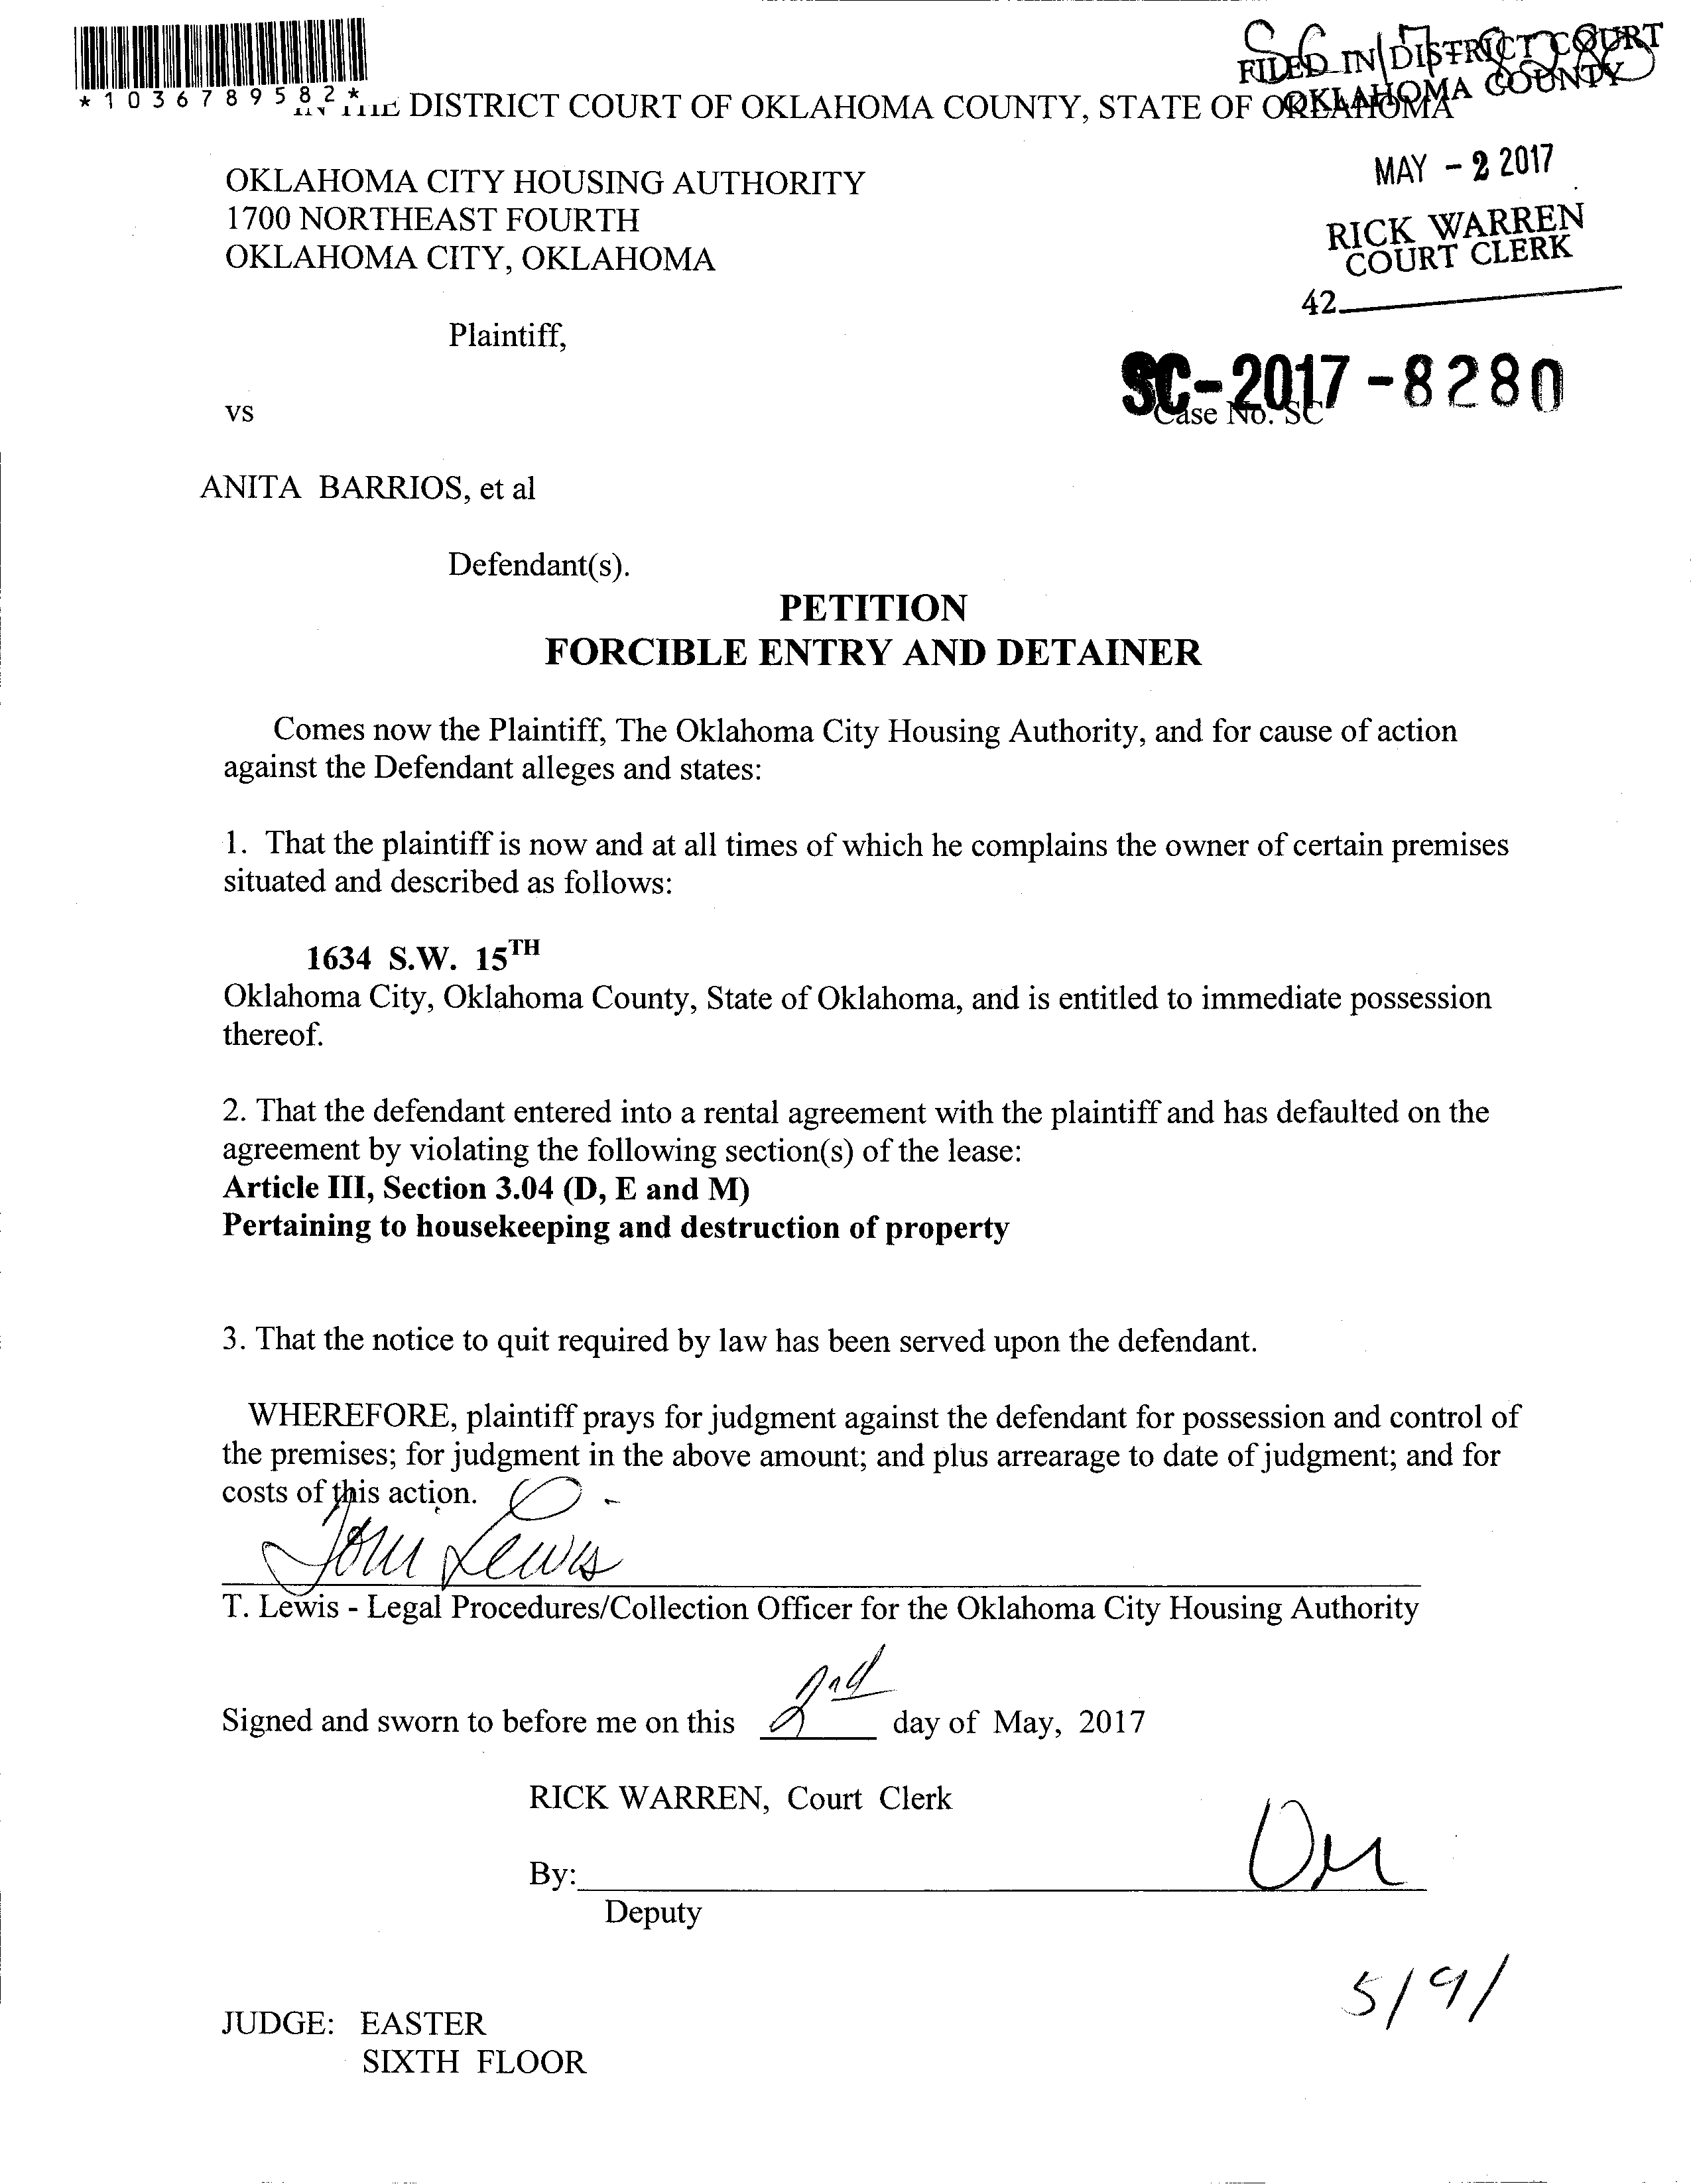 *1036789582*
IN THE DISTRICT COURT OF OKLAHOMA COUNTY, STATE OF OKLAHOMA
FILED IN DISTRICT COURT
OKLAHOMA COUNTY
MAY - 2 2017
RICK WARREN
COURT CLERK
42
OKLAHOMA CITY HOUSING AUTHORITY
1700 NORTHEAST FOURTH
OKLAHOMA CITY, OKLAHOMA
Plaintiff,
SC-2017-8280
Case No. SC
vs
ANITA BARRIOS, et al
Defendant(s).
PETITION
FORCIBLE ENTRY AND DETAINER
Comes now the Plaintiff, The Oklahoma City Housing Authority, and for cause of action
against the Defendant alleges and states:
1. That the plaintiff is now and at all times of which he complains the owner of certain premises
situated and described as follows:
1634 S.W. 15TH
Oklahoma City, Oklahoma County, State of Oklahoma, and is entitled to immediate possession
thereof.
2. That the defendant entered into a rental agreement with the plaintiff and has defaulted on the
agreement by violating the following section(s) of the lease:
Article III, Section 3.04 (D, E and M)
Pertaining to housekeeping and destruction of property
3. That the notice to quit required by law has been served upon the defendant.
WHEREFORE, plaintiff prays for judgment against the defendant for possession and control of
the premises; for judgment in the above amount; and plus arrearage to date of judgment; and for
costs of this action.
Lewis
T. Lewis - Legal Procedures/Collection Officer for the Oklahoma City Housing Authority
Signed and sworn to before me on this 2nd day of May, 2017
RICK WARREN, Court Clerk
By:
Deputy
5/9/
JUDGE: EASTER
SIXTH FLOOR